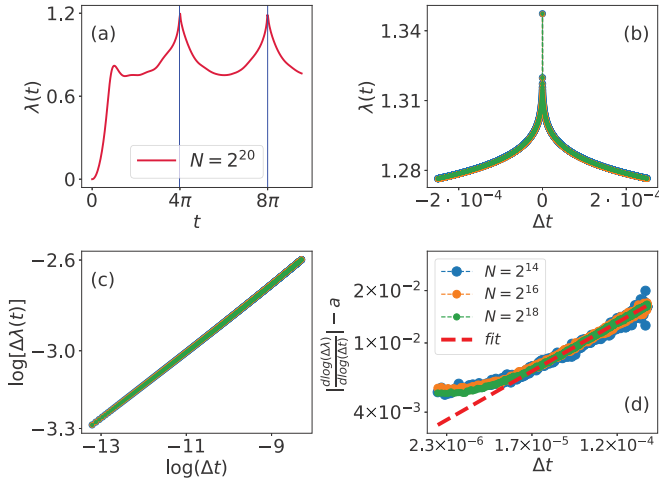 (a)
λ(t)
1.2
0.6
0
N = 2^20
0
4π
8π
t
(b)
λ(t)
1.34
1.31
1.28
−2·10^−4
0
2·10^−4
Δt
(c)
log[Δλ(t)]
−2.6
−3.0
−3.3
−13
−11
−9
log(Δt)
N = 2^14
N = 2^16
N = 2^18
fit
|dlog(Δλ)/dlog(Δt)| − a
2×10^−2
1×10^−2
4×10^−3
(d)
2.3×10^−6
1.7×10^−5
1.2×10^−4
Δt